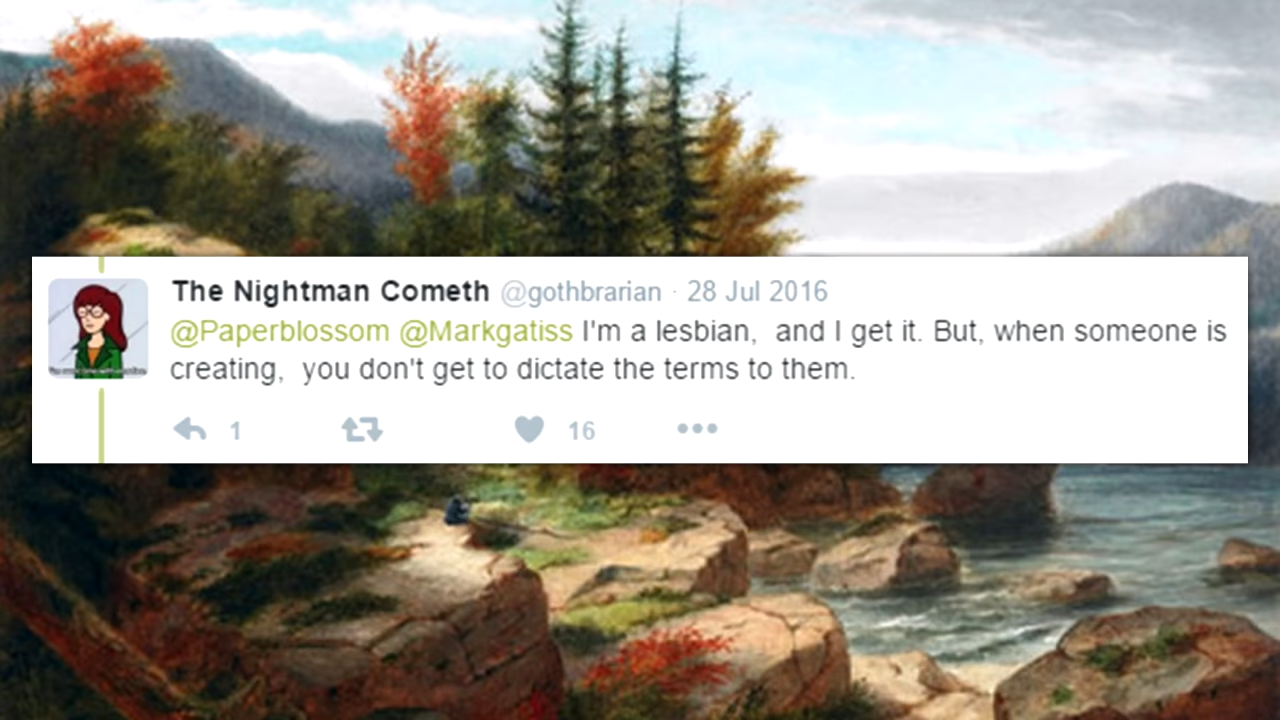 The Nightman Cometh @gothbrarian · 28 Jul 2016
@Paperblossom @Markgatiss I'm a lesbian,  and I get it. But, when someone is
creating,  you don't get to dictate the terms to them.
1 16